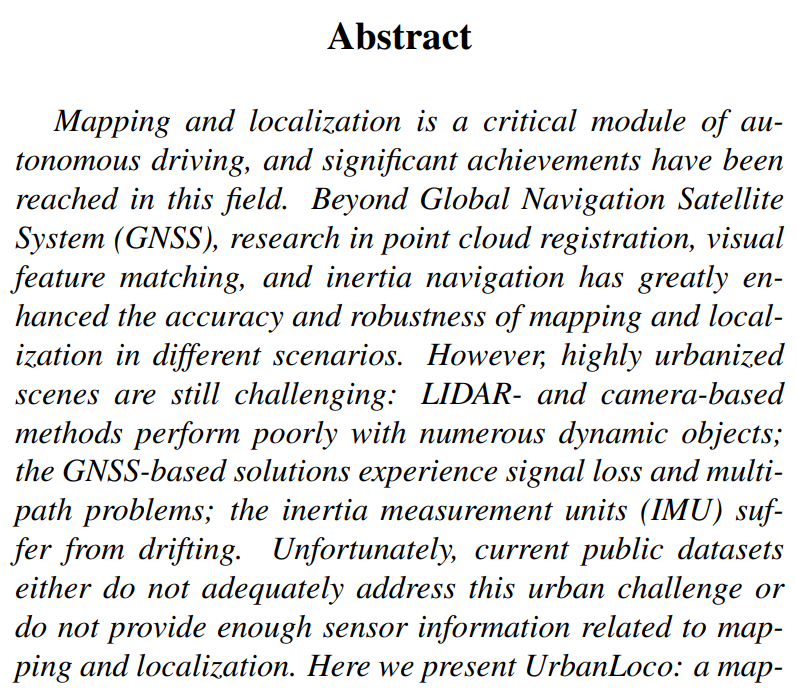 Abstract
Mapping and localization is a critical module of au-
tonomous driving, and significant achievements have been
reached in this field. Beyond Global Navigation Satellite
System (GNSS), research in point cloud registration, visual
feature matching, and inertia navigation has greatly en-
hanced the accuracy and robustness of mapping and local-
ization in different scenarios. However, highly urbanized
scenes are still challenging: LIDAR- and camera-based
methods perform poorly with numerous dynamic objects;
the GNSS-based solutions experience signal loss and multi-
path problems; the inertia measurement units (IMU) suf-
fer from drifting. Unfortunately, current public datasets
either do not adequately address this urban challenge or
do not provide enough sensor information related to map-
ping and localization. Here we present UrbanLoco: a map-